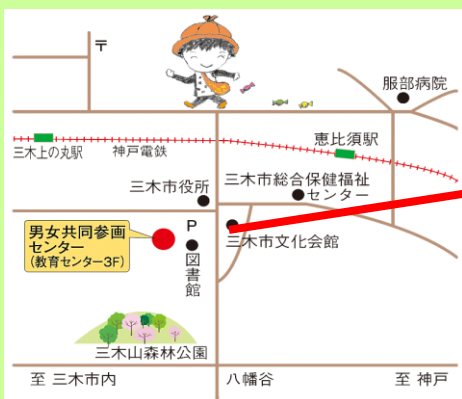 〒
服部病院
恵比須駅
三木上の丸駅
神戸電鉄
三木市総合保健福祉
センター
三木市役所
男女共同参画
センター
(教育センター3F)
P
図書館
三木市文化会館
三木山森林公園
至 三木市内
八幡谷
至 神戸